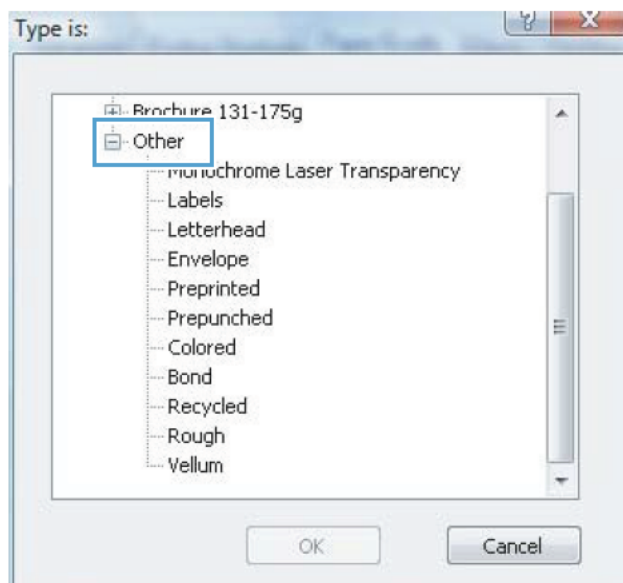 Type is:
Brochure 131-175g
Other
Monochrome Laser Transparency
Labels
Letterhead
Envelope
Preprinted
Prepunched
Colored
Bond
Recycled
Rough
Vellum
OK
Cancel